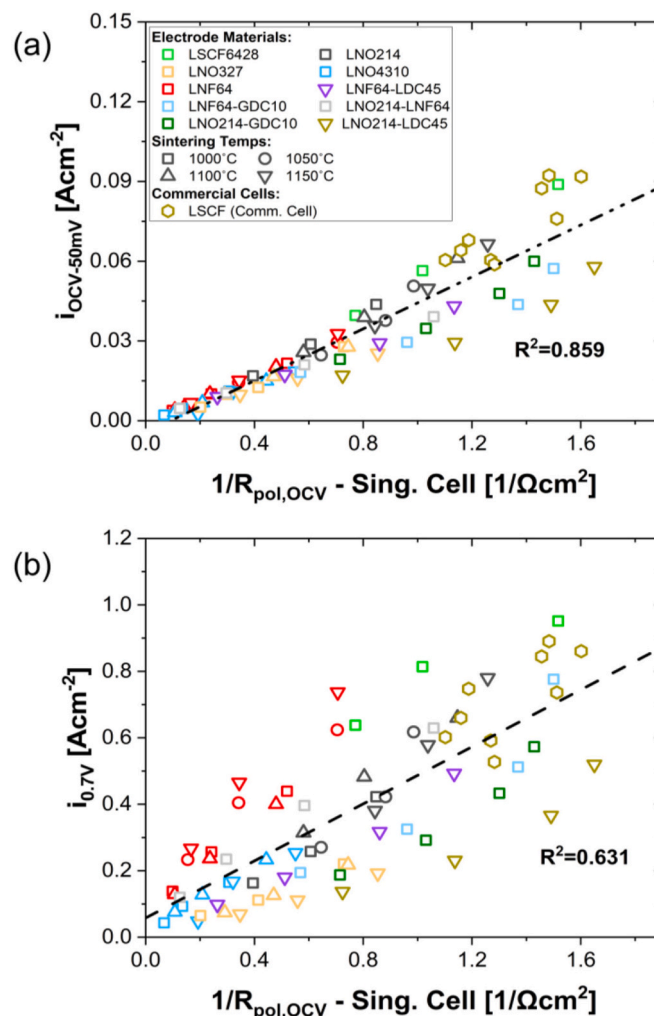 (a)
0.15
0.12
0.09
0.06
0.03
0.00
i_OCV-50mV [Acm⁻²]
Electrode Materials:
LSCF6428 LNO214
LNO327 LNO4310
LNF64 LNF64-LDC45
LNF64-GDC10 LNO214-LNF64
LNO214-GDC10 LNO214-LDC45
Sintering Temps:
1000°C 1050°C
1100°C 1150°C
Commercial Cells:
LSCF (Comm. Cell)
R²=0.859
0.0 0.4 0.8 1.2 1.6
1/R_pol,OCV - Sing. Cell [1/Ωcm²]
(b)
1.2
1.0
0.8
0.6
0.4
0.2
0.0
i_0.7V [Acm⁻²]
R²=0.631
0.0 0.4 0.8 1.2 1.6
1/R_pol,OCV - Sing. Cell [1/Ωcm²]